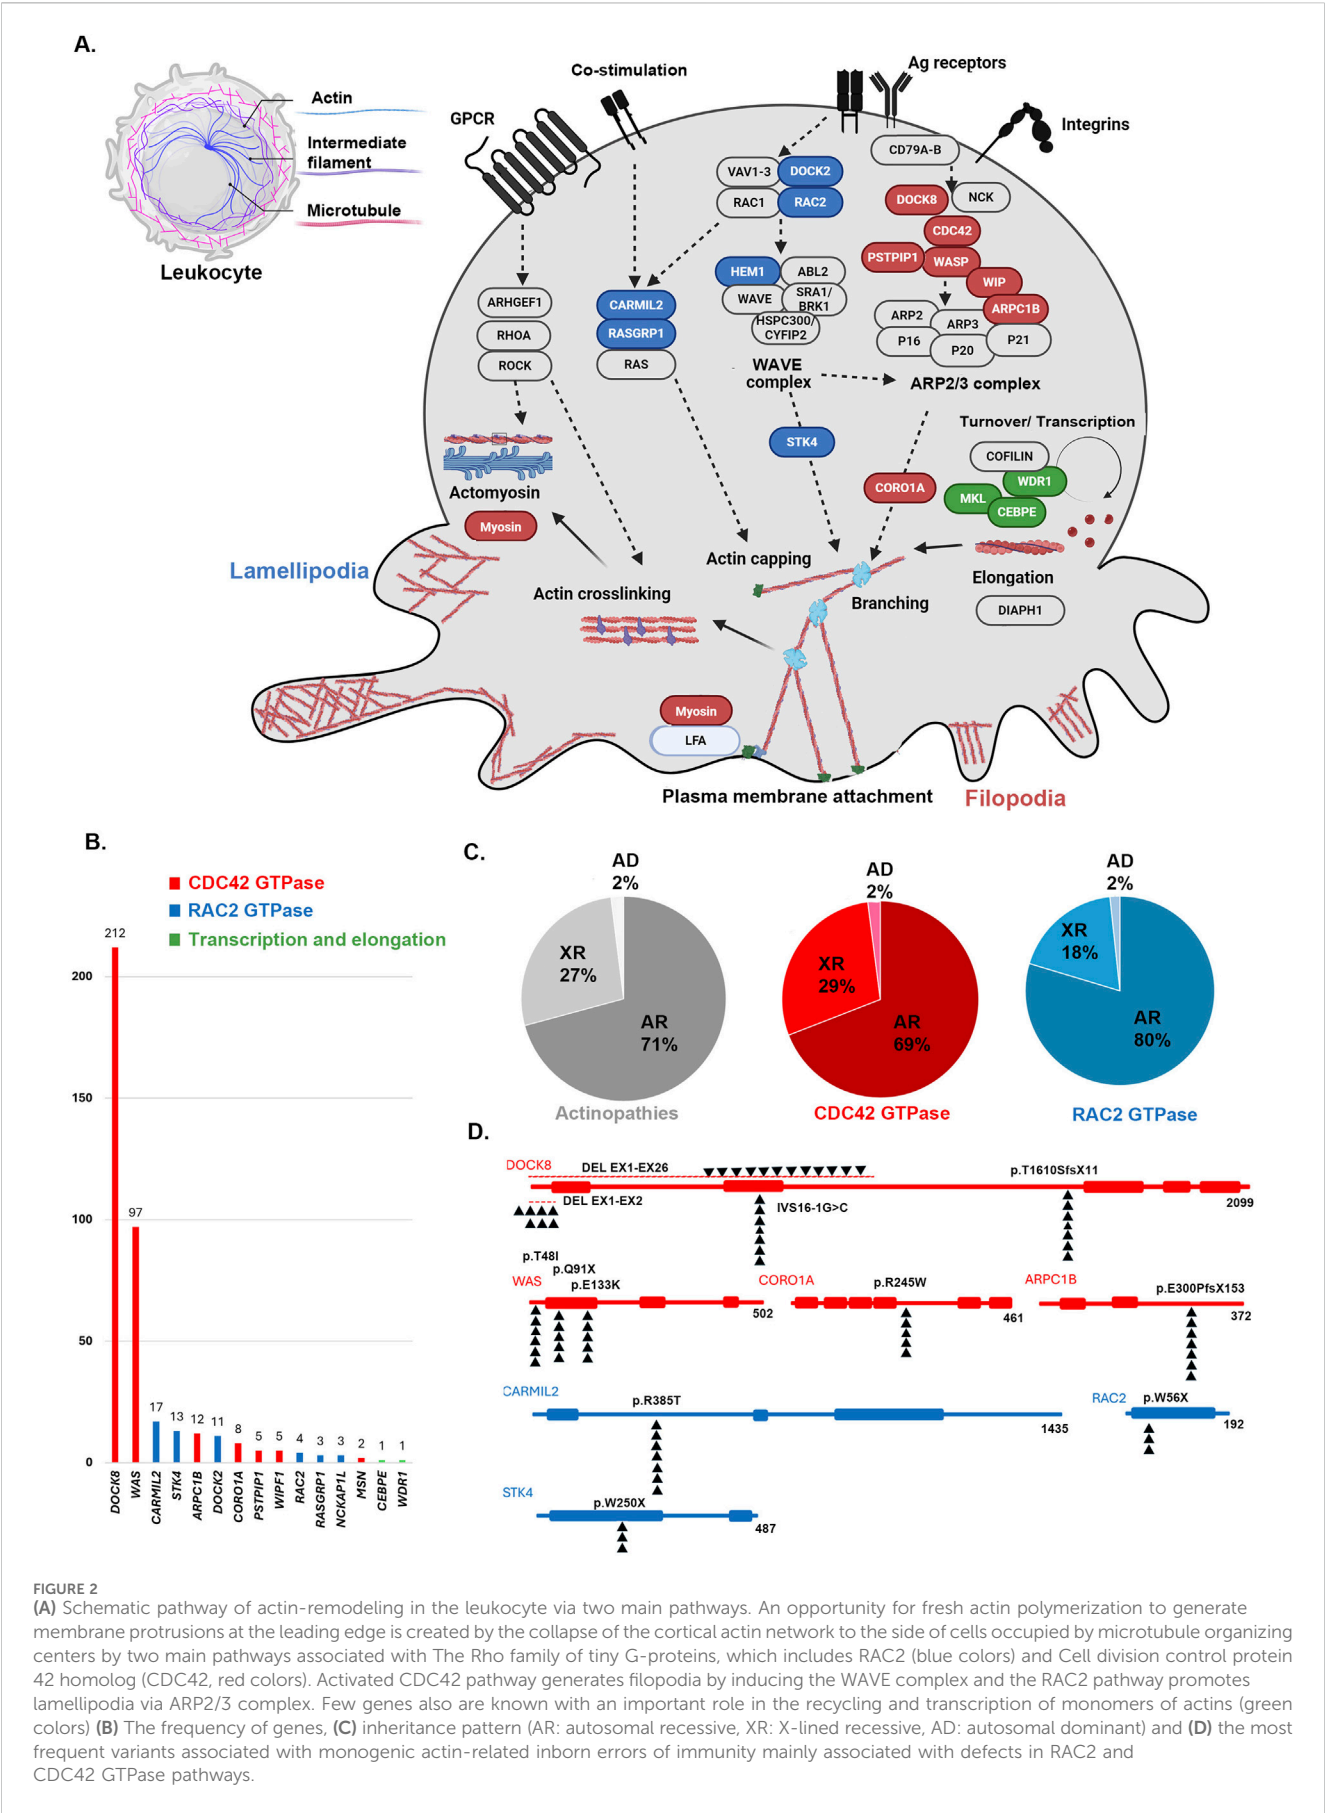 A.
Actin
Intermediate
filament
Microtubule
Leukocyte
GPCR
Co-stimulation
Ag receptors
Integrins
CD79A-B
VAV1-3
DOCK2
RAC1
RAC2
DOCK8
NCK
CDC42
PSTPIP1
WASP
WIP
ARPC1B
HEM1
ABL2
WAVE
SRA1/
BRK1
HSPC300/
CYFIP2
ARP2
ARP3
P16
P20
P21
ARHGEF1
RHOA
ROCK
CARMIL2
RASGRP1
RAS
WAVE
complex
ARP2/3 complex
STK4
CORO1A
Turnover/ Transcription
COFILIN
WDR1
MKL
CEBPE
Actomyosin
Myosin
Lamellipodia
Actin crosslinking
Actin capping
Branching
Elongation
DIAPH1
Myosin
LFA
Plasma membrane attachment
Filopodia
B.
CDC42 GTPase
RAC2 GTPase
Transcription and elongation
200
150
100
50
0
212
97
17
13
12
11
8
5
5
4
3
3
2
1
1
DOCK8
WAS
CARMIL2
STK4
ARPC1B
DOCK2
CORO1A
PSTPIP1
WIPF1
RAC2
RASGRP1
NCKAP1L
MSN
CEBPE
WDR1
C.
AD
2%
XR
27%
AR
71%
Actinopathies
AD
2%
XR
29%
AR
69%
CDC42 GTPase
AD
2%
XR
18%
AR
80%
RAC2 GTPase
D.
DOCK8
DEL EX1-EX26
p.T1610SfsX11
DEL EX1-EX2
IVS16-1G>C
2099
p.T48I
p.Q91X
p.E133K
WAS
502
CORO1A
p.R245W
461
ARPC1B
p.E300PfsX153
372
CARMIL2
p.R385T
1435
RAC2
p.W56X
192
STK4
p.W250X
487
FIGURE 2
(A) Schematic pathway of actin-remodeling in the leukocyte via two main pathways. An opportunity for fresh actin polymerization to generate
membrane protrusions at the leading edge is created by the collapse of the cortical actin network to the side of cells occupied by microtubule organizing
centers by two main pathways associated with The Rho family of tiny G-proteins, which includes RAC2 (blue colors) and Cell division control protein
42 homolog (CDC42, red colors). Activated CDC42 pathway generates filopodia by inducing the WAVE complex and the RAC2 pathway promotes
lamellipodia via ARP2/3 complex. Few genes also are known with an important role in the recycling and transcription of monomers of actins (green
colors) (B) The frequency of genes, (C) inheritance pattern (AR: autosomal recessive, XR: X-lined recessive, AD: autosomal dominant) and (D) the most
frequent variants associated with monogenic actin-related inborn errors of immunity mainly associated with defects in RAC2 and
CDC42 GTPase pathways.